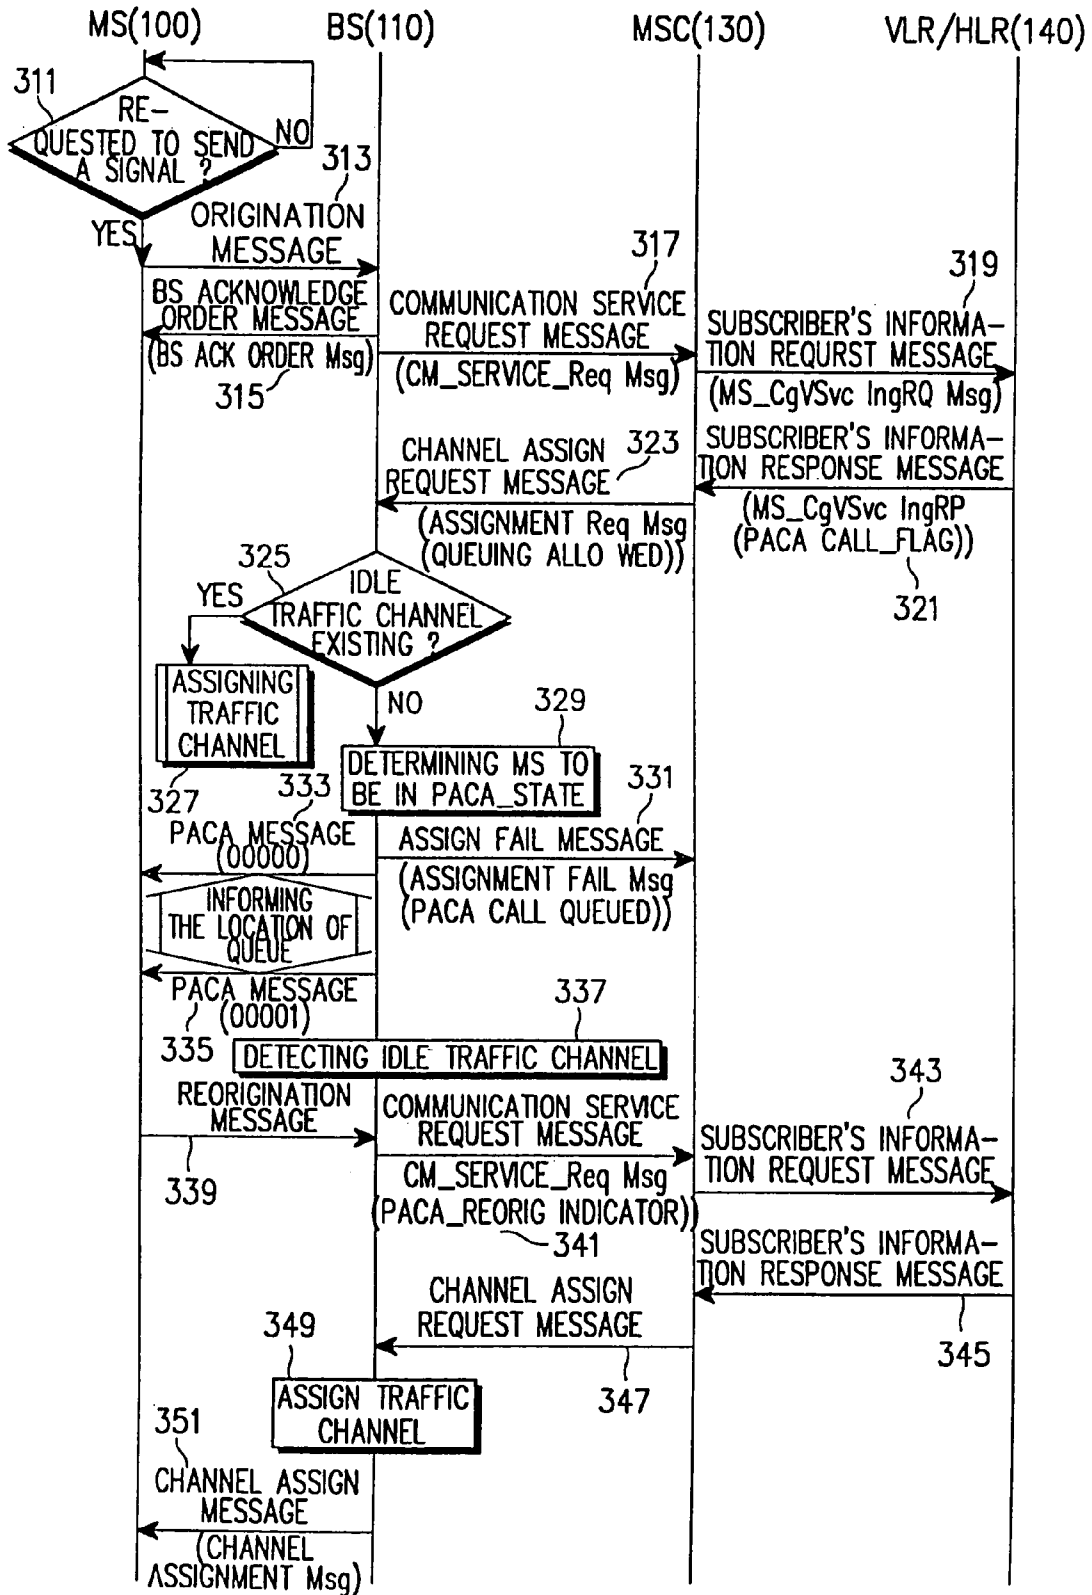 MS(100) BS(110) MSC(130) VLR/HLR(140)
311
RE-
QUESTED TO SEND
A SIGNAL ?
NO
YES
313
ORIGINATION
MESSAGE
BS ACKNOWLEDGE
ORDER MESSAGE
(BS ACK ORDER Msg)
315
317
COMMUNICATION SERVICE
REQUEST MESSAGE
(CM_SERVICE_Req Msg)
319
SUBSCRIBER'S INFORMA-
TION REQURST MESSAGE
(MS_CgVSvc IngRQ Msg)
SUBSCRIBER'S INFORMA-
TION RESPONSE MESSAGE
(MS_CgVSvc IngRP
(PACA CALL_FLAG))
321
323
CHANNEL ASSIGN
REQUEST MESSAGE
(ASSIGNMENT Req Msg
(QUEUING ALLO WED))
325
IDLE
TRAFFIC CHANNEL
EXISTING ?
YES
NO
ASSIGNING
TRAFFIC
CHANNEL
327
329
DETERMINING MS TO
BE IN PACA_STATE
331
ASSIGN FAIL MESSAGE
(ASSIGNMENT FAIL Msg
(PACA CALL QUEUED))
333
PACA MESSAGE
(00000)
INFORMING
THE LOCATION OF
QUEUE
PACA MESSAGE
(00001)
335
337
DETECTING IDLE TRAFFIC CHANNEL
REORIGINATION
MESSAGE
339
COMMUNICATION SERVICE
REQUEST MESSAGE
CM_SERVICE_Req Msg
(PACA_REORIG INDICATOR))
341
343
SUBSCRIBER'S INFORMA-
TION REQUEST MESSAGE
SUBSCRIBER'S INFORMA-
TION RESPONSE MESSAGE
345
CHANNEL ASSIGN
REQUEST MESSAGE
347
349
ASSIGN TRAFFIC
CHANNEL
351
CHANNEL ASSIGN
MESSAGE
(CHANNEL
ASSIGNMENT Msg)